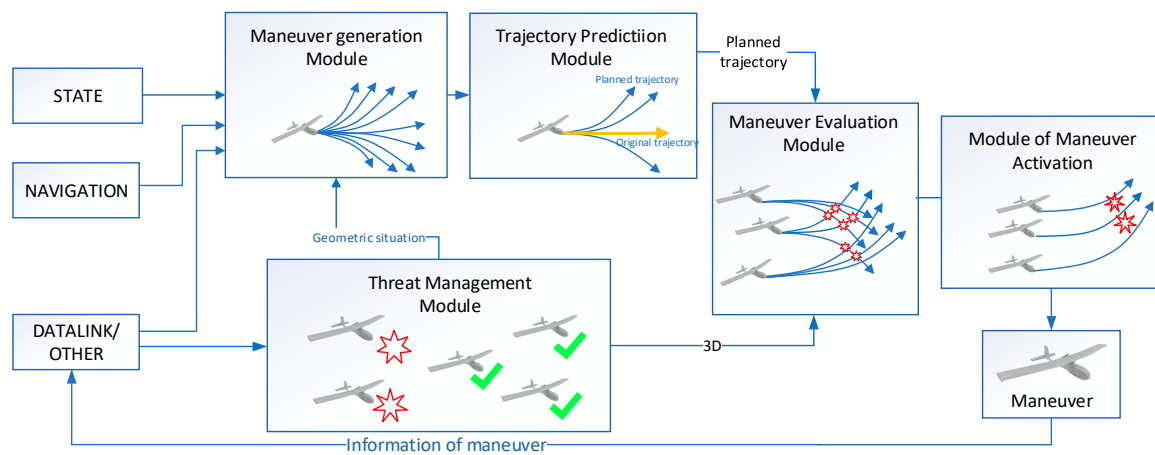 STATE
NAVIGATION
DATALINK/
OTHER
Maneuver generation
Module
Trajectory Predictiion
Module
Planned trajectory
Original trajectory
Planned
trajectory
Geometric situation
Threat Management
Module
3D
Maneuver Evaluation
Module
Module of Maneuver
Activation
Maneuver
Information of maneuver